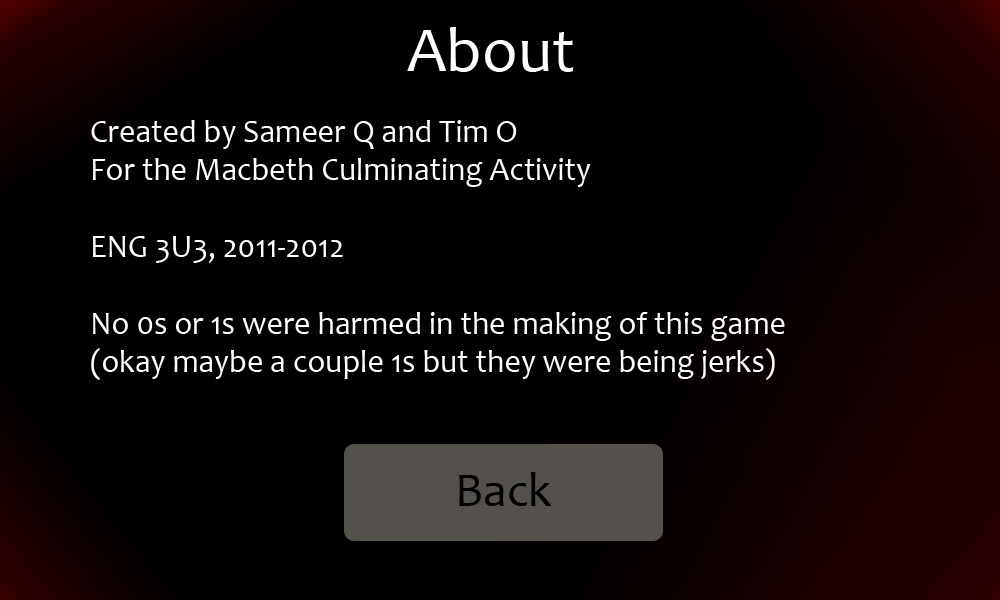 About
Created by Sameer Q and Tim O
For the Macbeth Culminating Activity
ENG 3U3, 2011-2012
No 0s or 1s were harmed in the making of this game
(okay maybe a couple 1s but they were being jerks)
Back